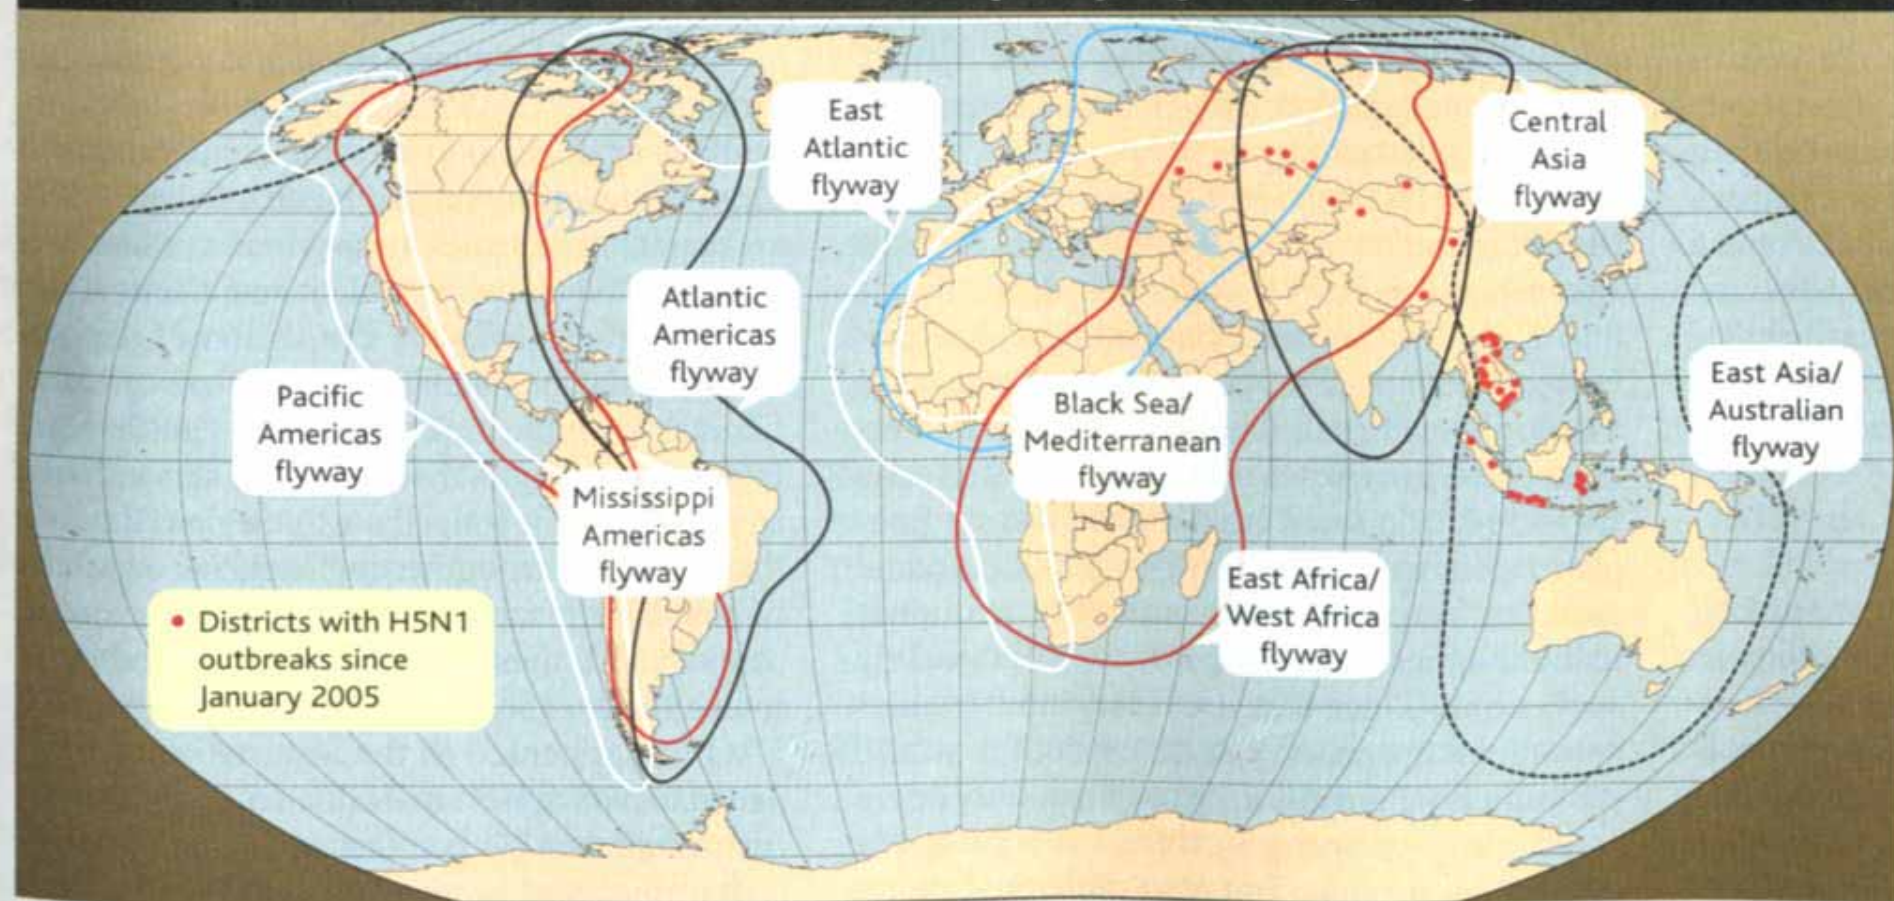 East
Atlantic
flyway
Central
Asia
flyway
Atlantic
Americas
flyway
Pacific
Americas
flyway
Black Sea/
Mediterranean
flyway
East Asia/
Australian
flyway
Mississippi
Americas
flyway
East Africa/
West Africa
flyway
• Districts with H5N1
outbreaks since
January 2005